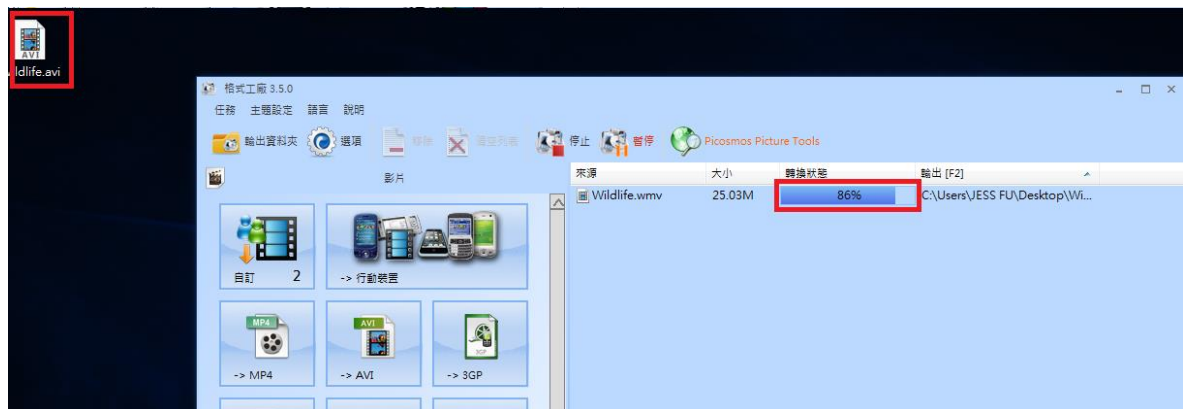 AVI
ildlife.avi
格式工廠 3.5.0
任務 主題設定 語言 說明
輸出資料夾 選項 移除 清空列表 停止 暫停 Picosmos Picture Tools
影片
來源 大小 轉換狀態 輸出 [F2]
Wildlife.wmv 25.03M 86% C:\Users\JESS FU\Desktop\Wi...
自訂 2
-> 行動裝置
MP4
AVI
3GP
-> MP4
-> AVI
-> 3GP